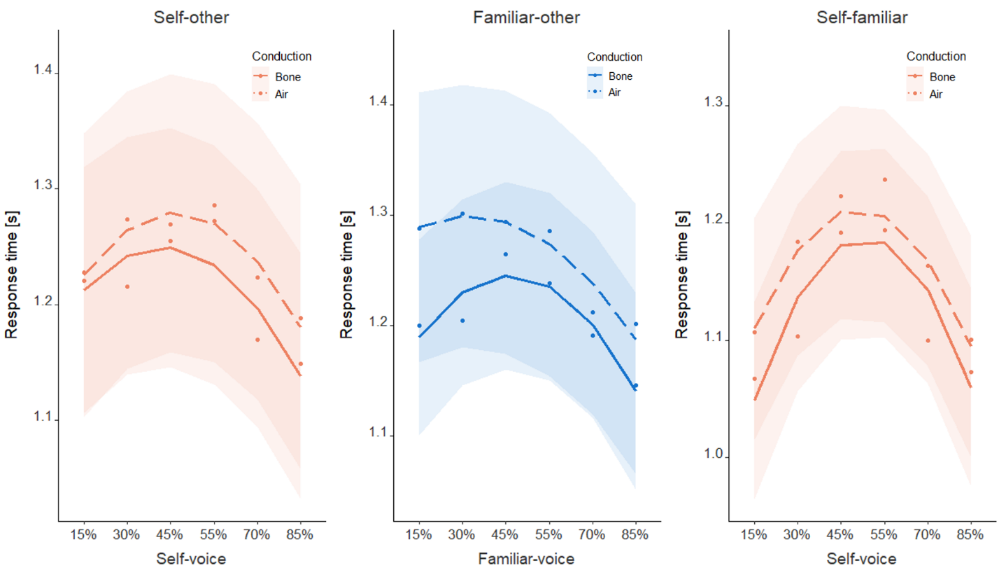 Self-other
Familiar-other
Self-familiar
Response time [s]
1.4
1.3
1.2
1.1
Conduction
Bone
Air
15% 30% 45% 55% 70% 85%
Self-voice
Response time [s]
1.4
1.3
1.2
1.1
Conduction
Bone
Air
15% 30% 45% 55% 70% 85%
Familiar-voice
Response time [s]
1.3
1.2
1.1
1.0
Conduction
Bone
Air
15% 30% 45% 55% 70% 85%
Self-voice